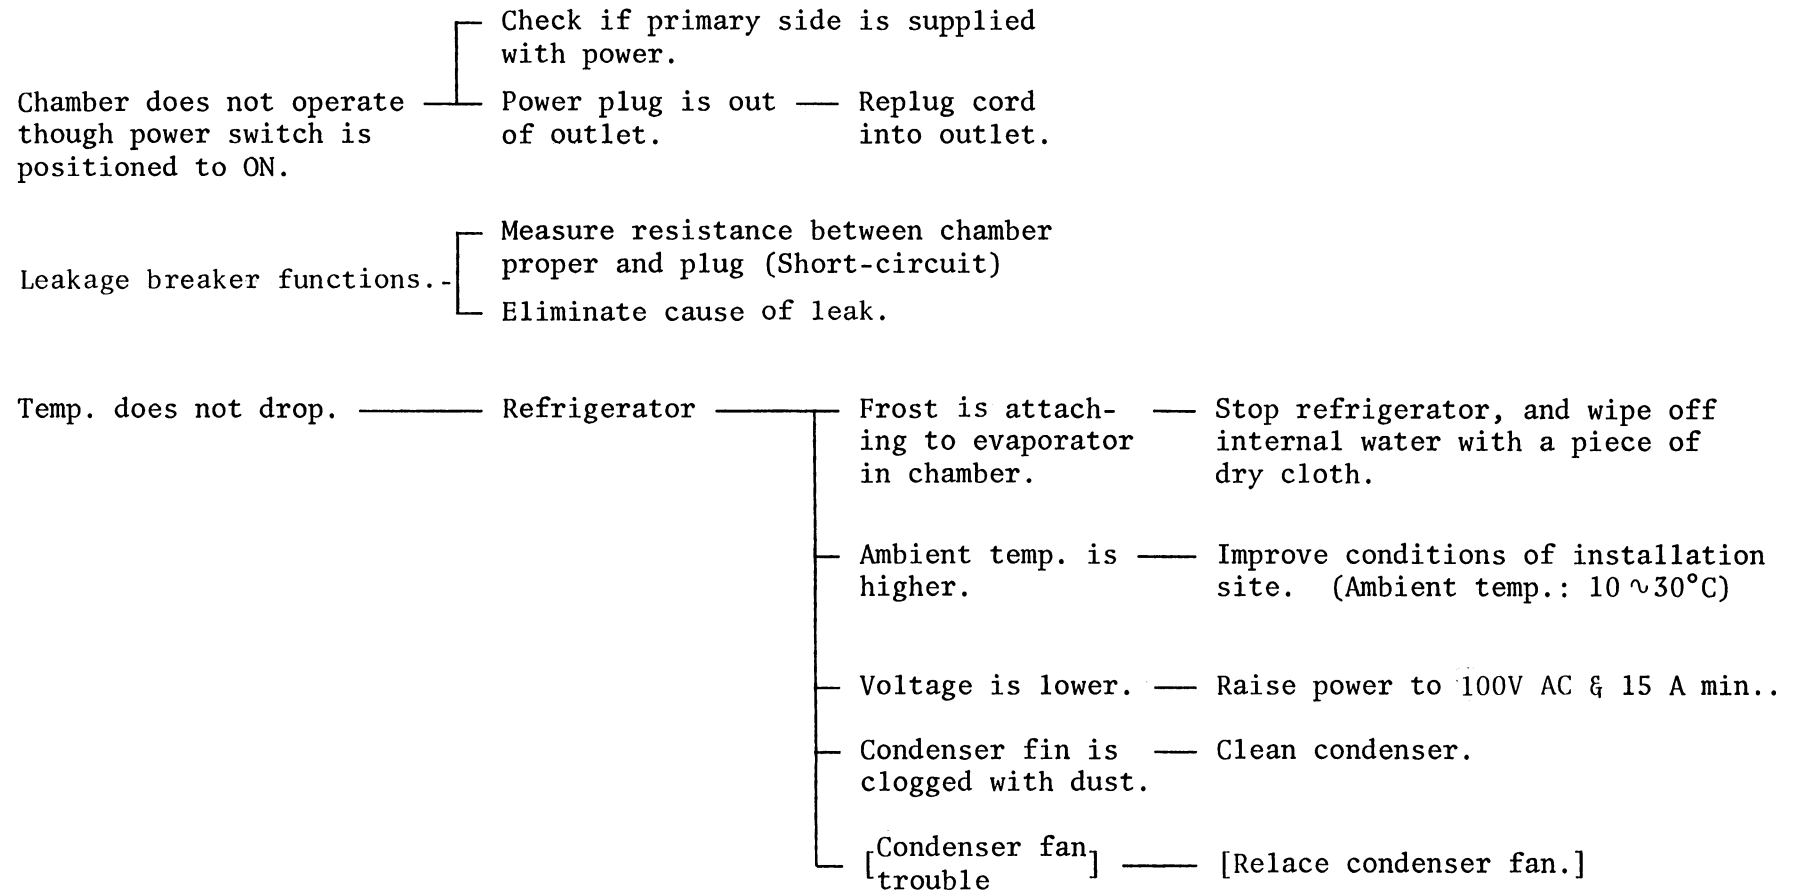 Check if primary side is supplied
with power.
Chamber does not operate
though power switch is
positioned to ON.
Power plug is out
of outlet.
Replug cord
into outlet.
Leakage breaker functions.
Measure resistance between chamber
proper and plug (Short-circuit)
Eliminate cause of leak.
Temp. does not drop.
Refrigerator
Frost is attach-
ing to evaporator
in chamber.
Stop refrigerator, and wipe off
internal water with a piece of
dry cloth.
Ambient temp. is
higher.
Improve conditions of installation
site. (Ambient temp.: 10 ∿30°C)
Voltage is lower.
Raise power to 100V AC & 15 A min..
Condenser fin is
clogged with dust.
Clean condenser.
[Condenser fan
trouble]
[Relace condenser fan.]